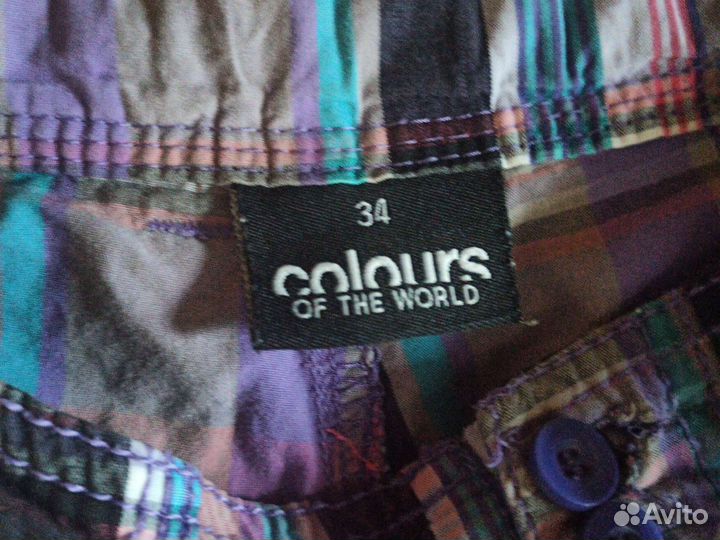 34
colours
OF THE WORLD
Avito